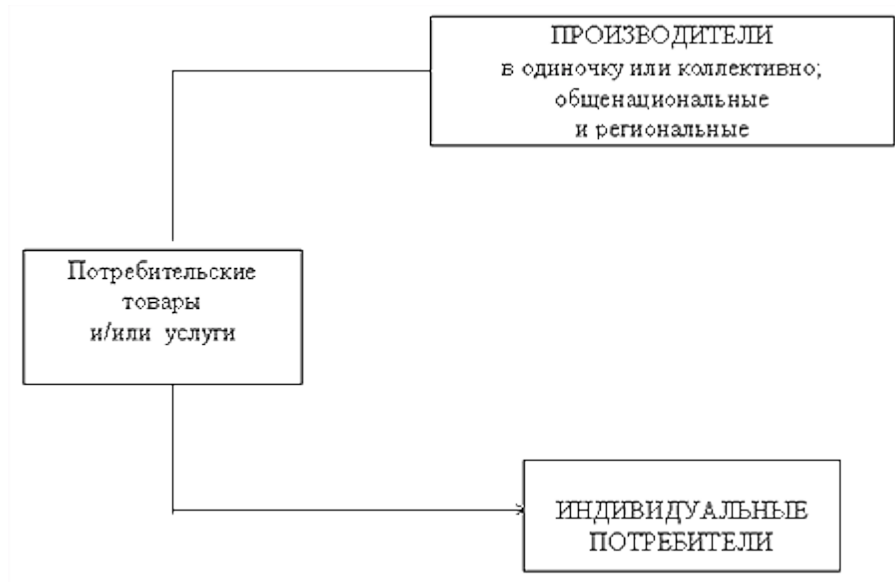 ПРОИЗВОДИТЕЛИ
в одиночку или коллективно;
общенациональные
и региональные
Потребительские
товары
и/или услуги
ИНДИВИДУАЛЬНЫЕ
ПОТРЕБИТЕЛИ